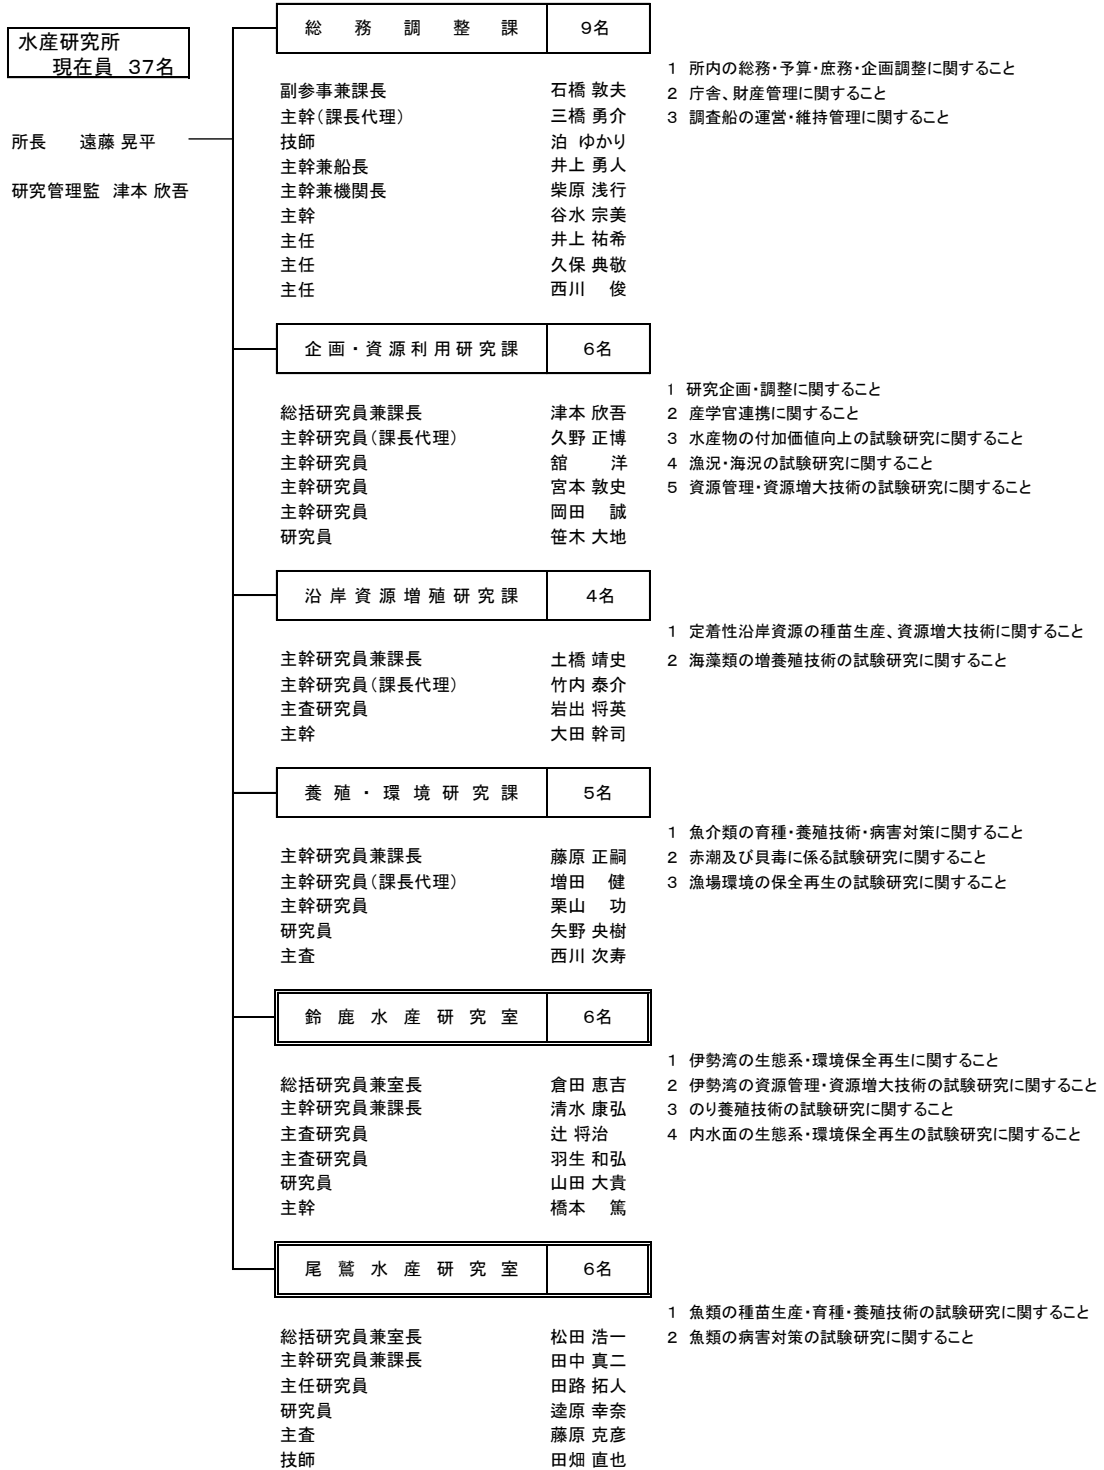 水産研究所
現在員 37名
所長 遠藤 晃平
研究管理監 津本 欣吾
総務調整課 9名
1 所内の総務・予算・庶務・企画調整に関すること
2 庁舎、財産管理に関すること
3 調査船の運営・維持管理に関すること
副参事兼課長 石橋 敦夫
主幹(課長代理) 三橋 勇介
技師 泊 ゆかり
主幹兼船長 井上 勇人
主幹兼機関長 柴原 浅行
主幹 谷水 宗美
主任 井上 祐希
主任 久保 典敬
主任 西川 俊
企画・資源利用研究課 6名
1 研究企画・調整に関すること
2 産学官連携に関すること
3 水産物の付加価値向上の試験研究に関すること
4 漁況・海況の試験研究に関すること
5 資源管理・資源増大技術の試験研究に関すること
総括研究員兼課長 津本 欣吾
主幹研究員(課長代理) 久野 正博
主幹研究員 舘 洋
主幹研究員 宮本 敦史
主幹研究員 岡田 誠
研究員 笹木 大地
沿岸資源増殖研究課 4名
1 定着性沿岸資源の種苗生産、資源増大技術に関すること
2 海藻類の増養殖技術の試験研究に関すること
主幹研究員兼課長 土橋 靖史
主幹研究員(課長代理) 竹内 泰介
主査研究員 岩出 将英
主幹 大田 幹司
養殖・環境研究課 5名
1 魚介類の育種・養殖技術・病害対策に関すること
2 赤潮及び貝毒に係る試験研究に関すること
3 漁場環境の保全再生の試験研究に関すること
主幹研究員兼課長 藤原 正嗣
主幹研究員(課長代理) 増田 健
主幹研究員 栗山 功
研究員 矢野 央樹
主査 西川 次寿
鈴鹿水産研究室 6名
1 伊勢湾の生態系・環境保全再生に関すること
2 伊勢湾の資源管理・資源増大技術の試験研究に関すること
3 のり養殖技術の試験研究に関すること
4 内水面の生態系・環境保全再生の試験研究に関すること
総括研究員兼室長 倉田 恵吉
主幹研究員兼課長 清水 康弘
主査研究員 辻 将治
主査研究員 羽生 和弘
研究員 山田 大貴
主幹 橋本 篤
尾鷲水産研究室 6名
1 魚類の種苗生産・育種・養殖技術の試験研究に関すること
2 魚類の病害対策の試験研究に関すること
総括研究員兼室長 松田 浩一
主幹研究員兼課長 田中 真二
主任研究員 田路 拓人
研究員 逵原 幸奈
主査 藤原 克彦
技師 田畑 直也